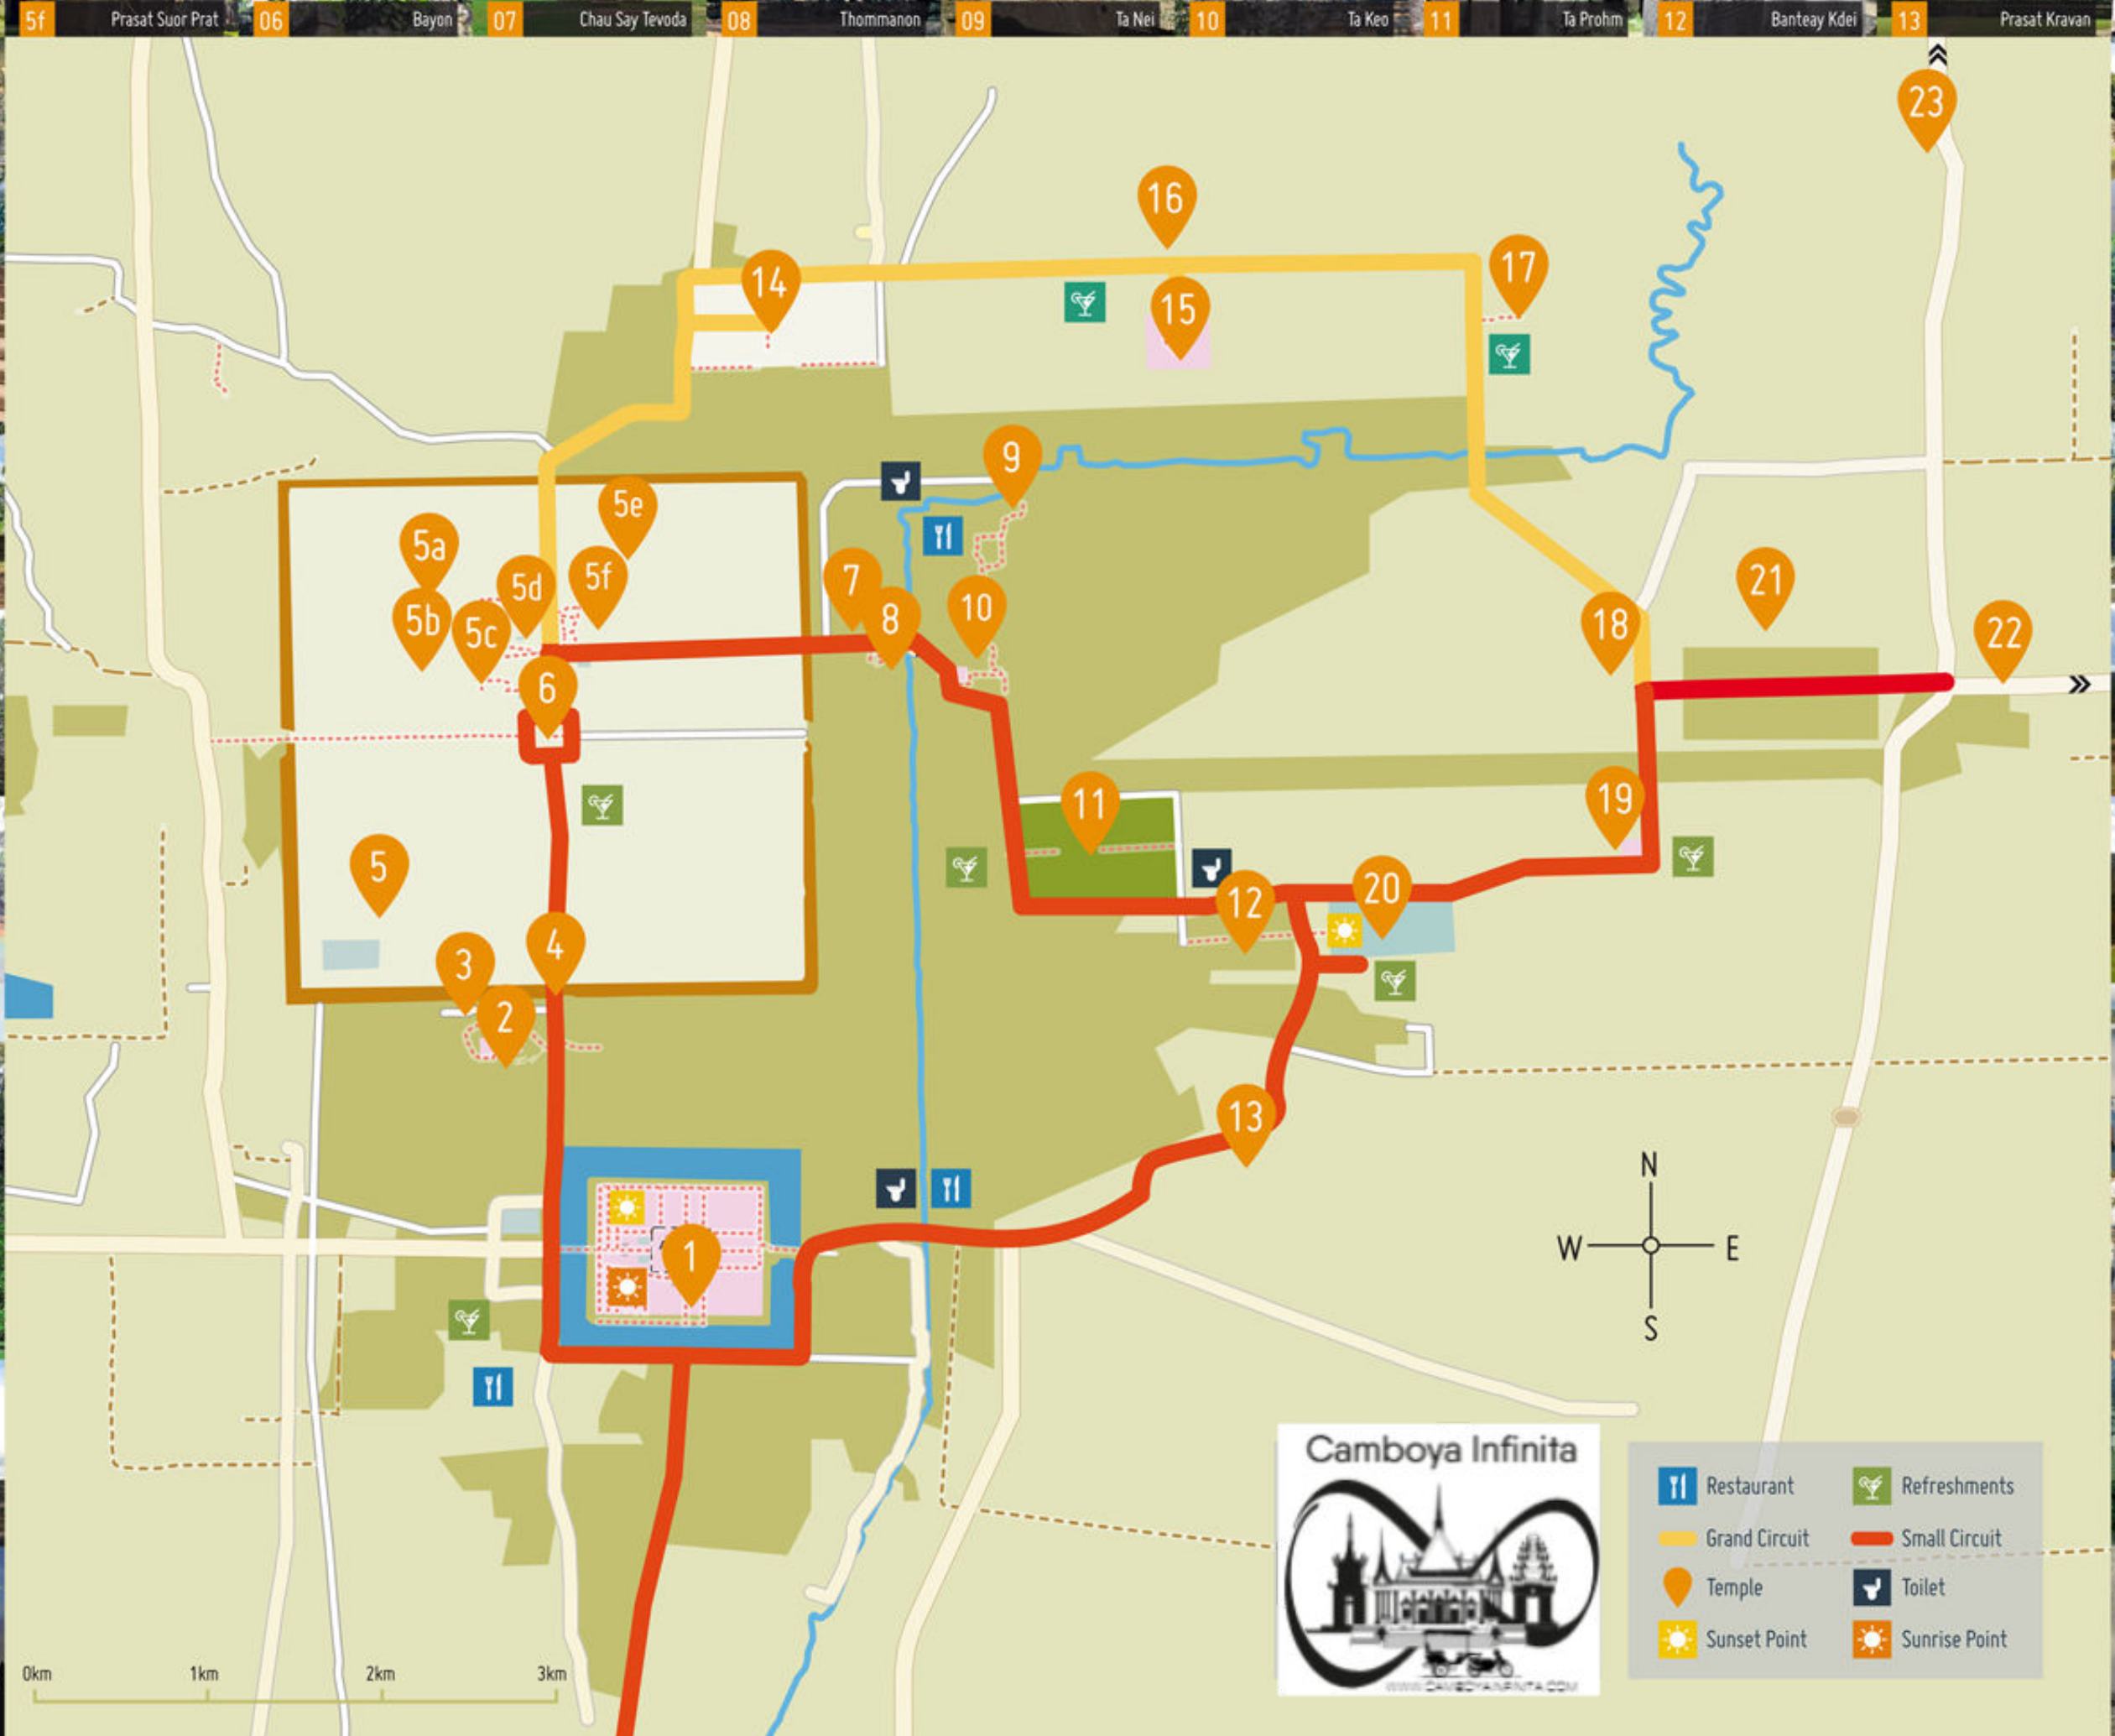 5f Prasat Suor Prat 06 Bayon 07 Chau Say Tevoda 08 Thommanon 09 Ta Nei 10 Ta Keo 11 Ta Prohm 12 Banteay Kdei 13 Prasat Kravan
23
16
17
14
15
9
5e
5a
5f
5d
7
21
10
8
5b
5c
18
22
6
19
11
5
20
12
4
3
2
13
N
W E
S
1
Camboya Infinita
WWW.CAMBOYAINFINITA.COM
Restaurant Refreshments
Grand Circuit Small Circuit
Temple Toilet
Sunset Point Sunrise Point
0km 1km 2km 3km